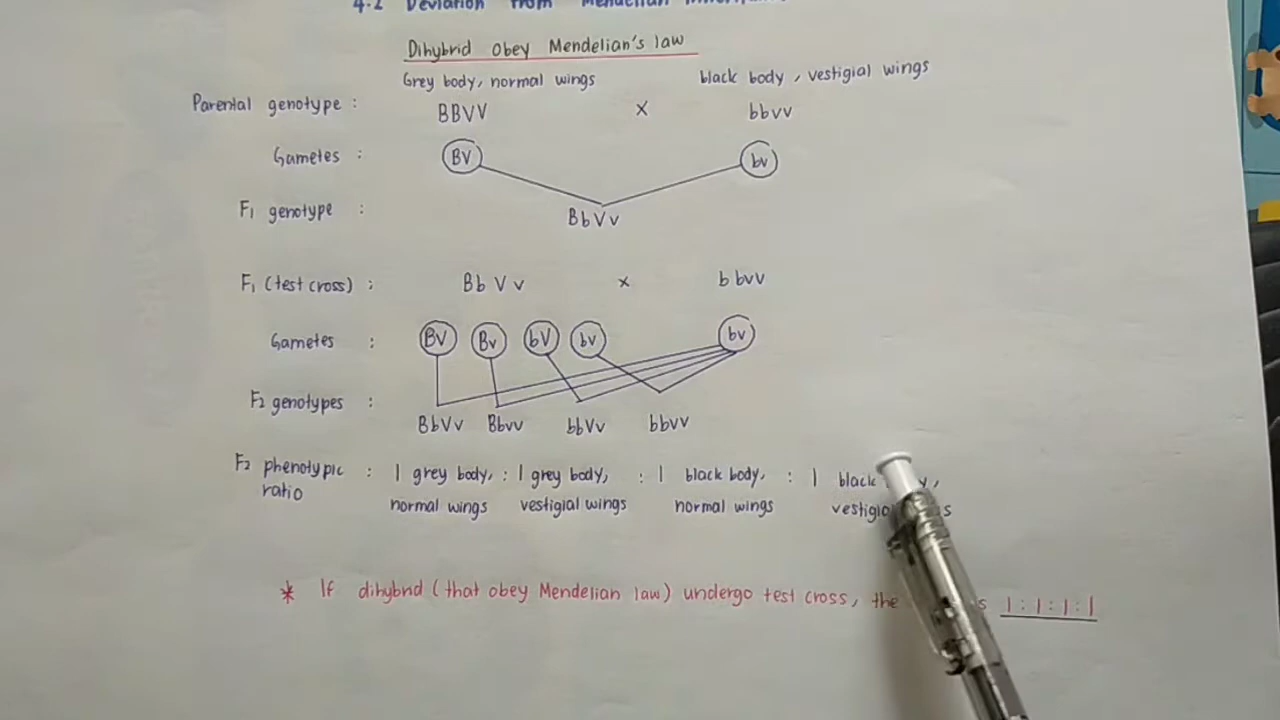 4.2 Deviation from Mendelian
Dihybrid obey Mendelian's law
Grey body, normal wings black body, vestigial wings
Parental genotype : BBVV x bbvv
Gametes : BV bv
F1 genotype : BbVv
F1 (test cross) : BbVv x bbvv
Gametes : BV Bv bV bv bv
F2 genotypes : BbVv Bbvv bbVv bbvv
F2 phenotypic : 1 grey body, : 1 grey body, : 1 black body, : 1 black
ratio normal wings vestigial wings normal wings
* If dihybrid (that obey Mendelian law) undergo test cross, the 1:1:1:1